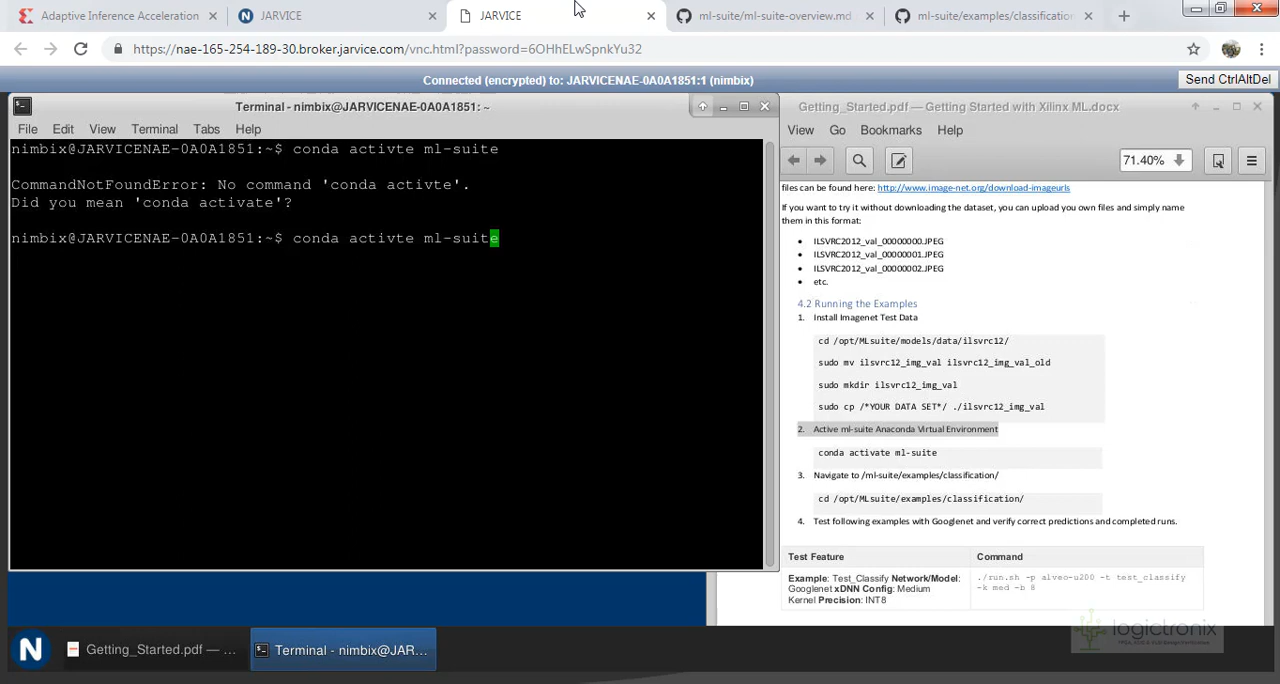 Adaptive Inference Acceleration
JARVICE
JARVICE
ml-suite/ml-suite-overview.md
ml-suite/examples/classification
https://nae-165-254-189-30.broker.jarvice.com/vnc.html?password=6OHhELwSpnkYu32
Connected (encrypted) to: JARVICENAE-0A0A1851:1 (nimbix)
Send CtrlAltDel
Terminal - nimbix@JARVICENAE-0A0A1851: ~
File Edit View Terminal Tabs Help
nimbix@JARVICENAE-0A0A1851:~$ conda activte ml-suite
CommandNotFoundError: No command 'conda activte'.
Did you mean 'conda activate'?
nimbix@JARVICENAE-0A0A1851:~$ conda activte ml-suite
Getting_Started.pdf — Getting Started with Xilinx ML.docx
View Go Bookmarks Help
71.40%
files can be found here: http://www.image-net.org/download-imageurls
If you want to try it without downloading the dataset, you can upload you own files and simply name
them in this format:
• ILSVRC2012_val_00000000.JPEG
• ILSVRC2012_val_00000001.JPEG
• ILSVRC2012_val_00000002.JPEG
• etc.
4.2 Running the Examples
1. Install Imagenet Test Data
cd /opt/MLsuite/models/data/ilsvrc12/
sudo mv ilsvrc12_img_val ilsvrc12_img_val_old
sudo mkdir ilsvrc12_img_val
sudo cp /*YOUR DATA SET*/ ./ilsvrc12_img_val
2. Active ml-suite Anaconda Virtual Environment
conda activate ml-suite
3. Navigate to /ml-suite/examples/classification/
cd /opt/MLsuite/examples/classification/
4. Test following examples with Googlenet and verify correct predictions and completed runs.
Test Feature Command
Example: Test_Classify Network/Model: ./run.sh -p alveo-u200 -t test_classify
Googlenet xDNN Config: Medium -k med -b 8
Kernel Precision: INT8
logictronix
N
Getting_Started.pdf — ...
Terminal - nimbix@JAR...